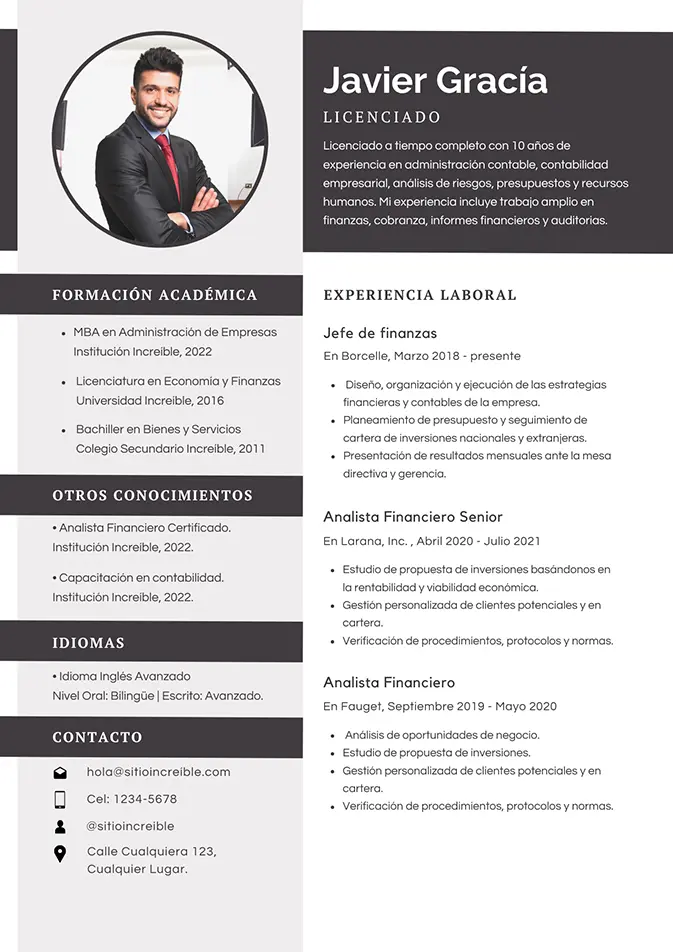 Javier Gracía
LICENCIADO
Licenciado a tiempo completo con 10 años de
experiencia en administración contable, contabilidad
empresarial, análisis de riesgos, presupuestos y recursos
humanos. Mi experiencia incluye trabajo amplio en
finanzas, cobranza, informes financieros y auditorias.
FORMACIÓN ACADÉMICA
• MBA en Administración de Empresas
Institución Increíble, 2022
• Licenciatura en Economía y Finanzas
Universidad Increíble, 2016
• Bachiller en Bienes y Servicios
Colegio Secundario Increíble, 2011
OTROS CONOCIMIENTOS
• Analista Financiero Certificado.
Institución Increíble, 2022.
• Capacitación en contabilidad.
Institución Increíble, 2022.
IDIOMAS
• Idioma Inglés Avanzado
Nivel Oral: Bilingüe | Escrito: Avanzado.
CONTACTO
hola@sitioincreíble.com
Cel: 1234-5678
@sitioincreible
Calle Cualquiera 123,
Cualquier Lugar.
EXPERIENCIA LABORAL
Jefe de finanzas
En Borcelle, Marzo 2018 - presente
• Diseño, organización y ejecución de las estrategias
financieras y contables de la empresa.
• Planeamiento de presupuesto y seguimiento de
cartera de inversiones nacionales y extranjeras.
• Presentación de resultados mensuales ante la mesa
directiva y gerencia.
Analista Financiero Senior
En Larana, Inc. , Abril 2020 - Julio 2021
• Estudio de propuesta de inversiones basándonos en
la rentabilidad y viabilidad económica.
• Gestión personalizada de clientes potenciales y en
cartera.
• Verificación de procedimientos, protocolos y normas.
Analista Financiero
En Fauget, Septiembre 2019 - Mayo 2020
• Análisis de oportunidades de negocio.
• Estudio de propuesta de inversiones.
• Gestión personalizada de clientes potenciales y en
cartera.
• Verificación de procedimientos, protocolos y normas.